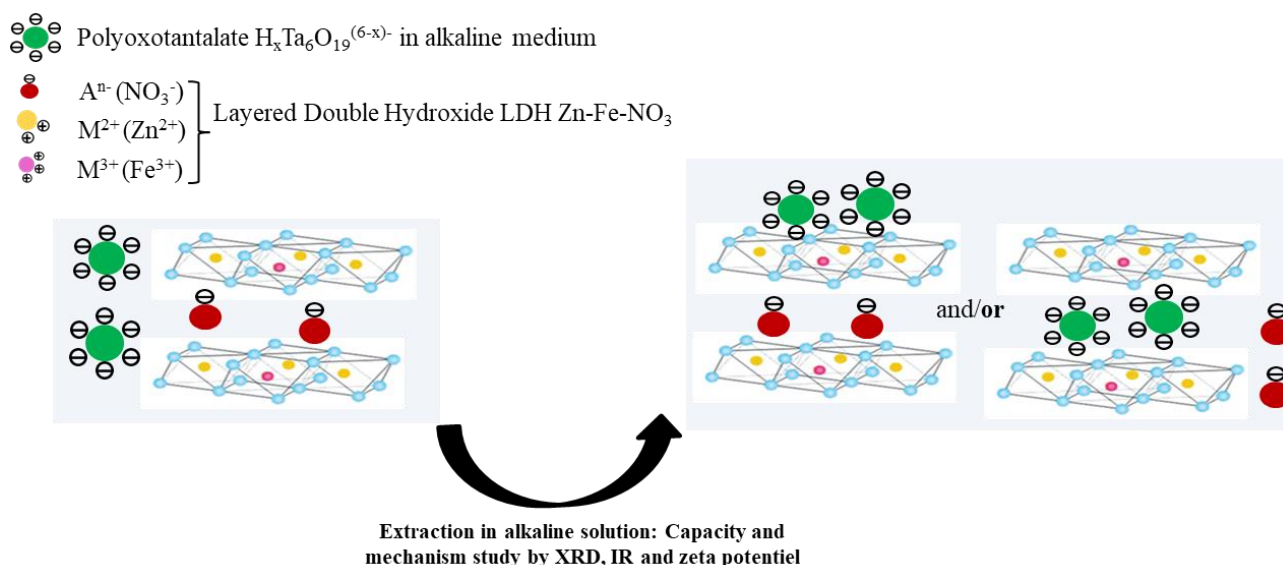 Polyoxotantalate HₓTa₆O₁₉⁽⁶⁻ˣ⁾⁻ in alkaline medium
Aⁿ⁻ (NO₃⁻)
M²⁺ (Zn²⁺)
M³⁺ (Fe³⁺)
Layered Double Hydroxide LDH Zn-Fe-NO₃
and/or
Extraction in alkaline solution: Capacity and
mechanism study by XRD, IR and zeta potentiel